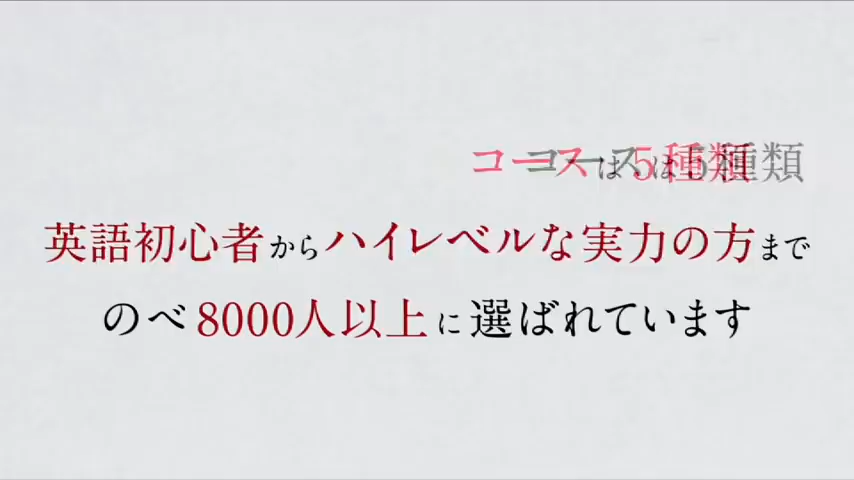 コースは5種類
英語初心者からハイレベルな実力の方まで
のべ8000人以上に選ばれています